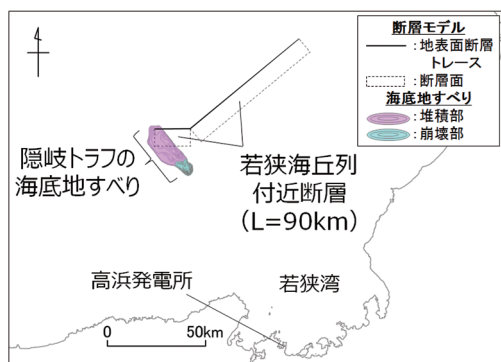 断層モデル
:地表面断層
トレース
:断層面
海底地すべり
:堆積部
:崩壊部
隠岐トラフの
海底地すべり
若狭海丘列
付近断層
(L=90km)
高浜発電所
若狭湾
0 50km